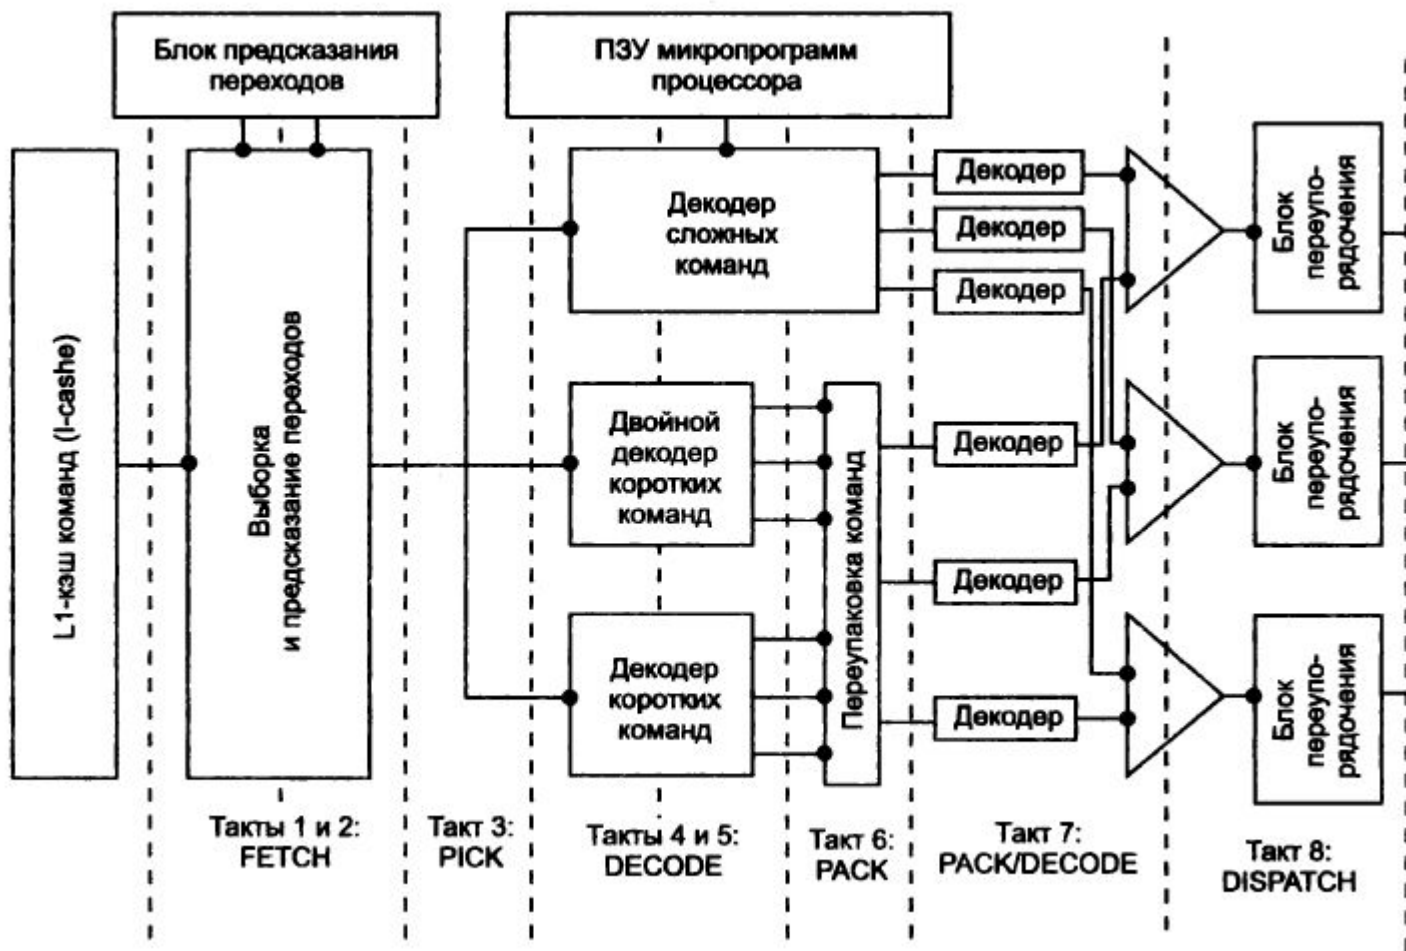 Блок предсказания
переходов
ПЗУ микропрограмм
процессора
L1-кэш команд (I-cashe)
Выборка
и предсказание переходов
Декодер
сложных
команд
Двойной
декодер
коротких
команд
Декодер
коротких
команд
Переупаковка команд
Декодер
Декодер
Декодер
Декодер
Декодер
Декодер
Блок
переупо-
рядочения
Блок
переупо-
рядочения
Блок
переупо-
рядочения
Такты 1 и 2:
FETCH
Такт 3:
PICK
Такты 4 и 5:
DECODE
Такт 6:
PACK
Такт 7:
PACK/DECODE
Такт 8:
DISPATCH